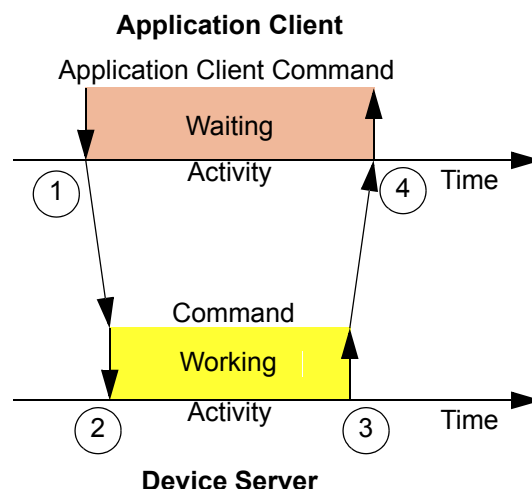 Application Client
Application Client Command
Waiting
Activity
1
4
Time
Command
Working
Activity
2
3
Time
Device Server